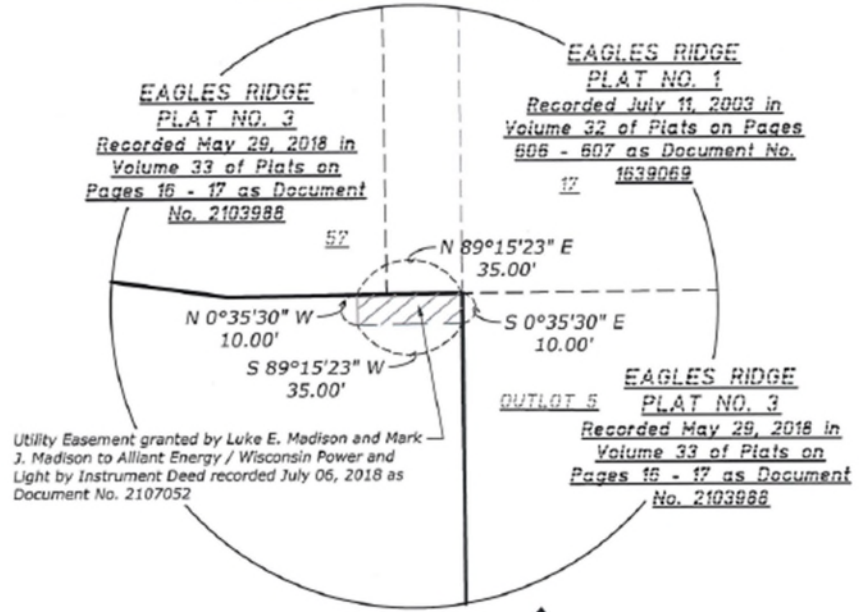 EAGLES RIDGE
PLAT NO. 3
Recorded May 29, 2018 in
Volume 33 of Plats on
Pages 16 - 17 as Document
No. 2103988
EAGLES RIDGE
PLAT NO. 1
Recorded July 11, 2003 in
Volume 32 of Plats on Pages
606 - 607 as Document No.
1639069
17
57
N 89°15'23" E
35.00'
N 0°35'30" W
10.00'
S 0°35'30" E
10.00'
S 89°15'23" W
35.00'
OUTLOT 5
EAGLES RIDGE
PLAT NO. 3
Recorded May 29, 2018 in
Volume 33 of Plats on
Pages 16 - 17 as Document
No. 2103988
Utility Easement granted by Luke E. Madison and Mark
J. Madison to Alliant Energy / Wisconsin Power and
Light by Instrument Deed recorded July 06, 2018 as
Document No. 2107052